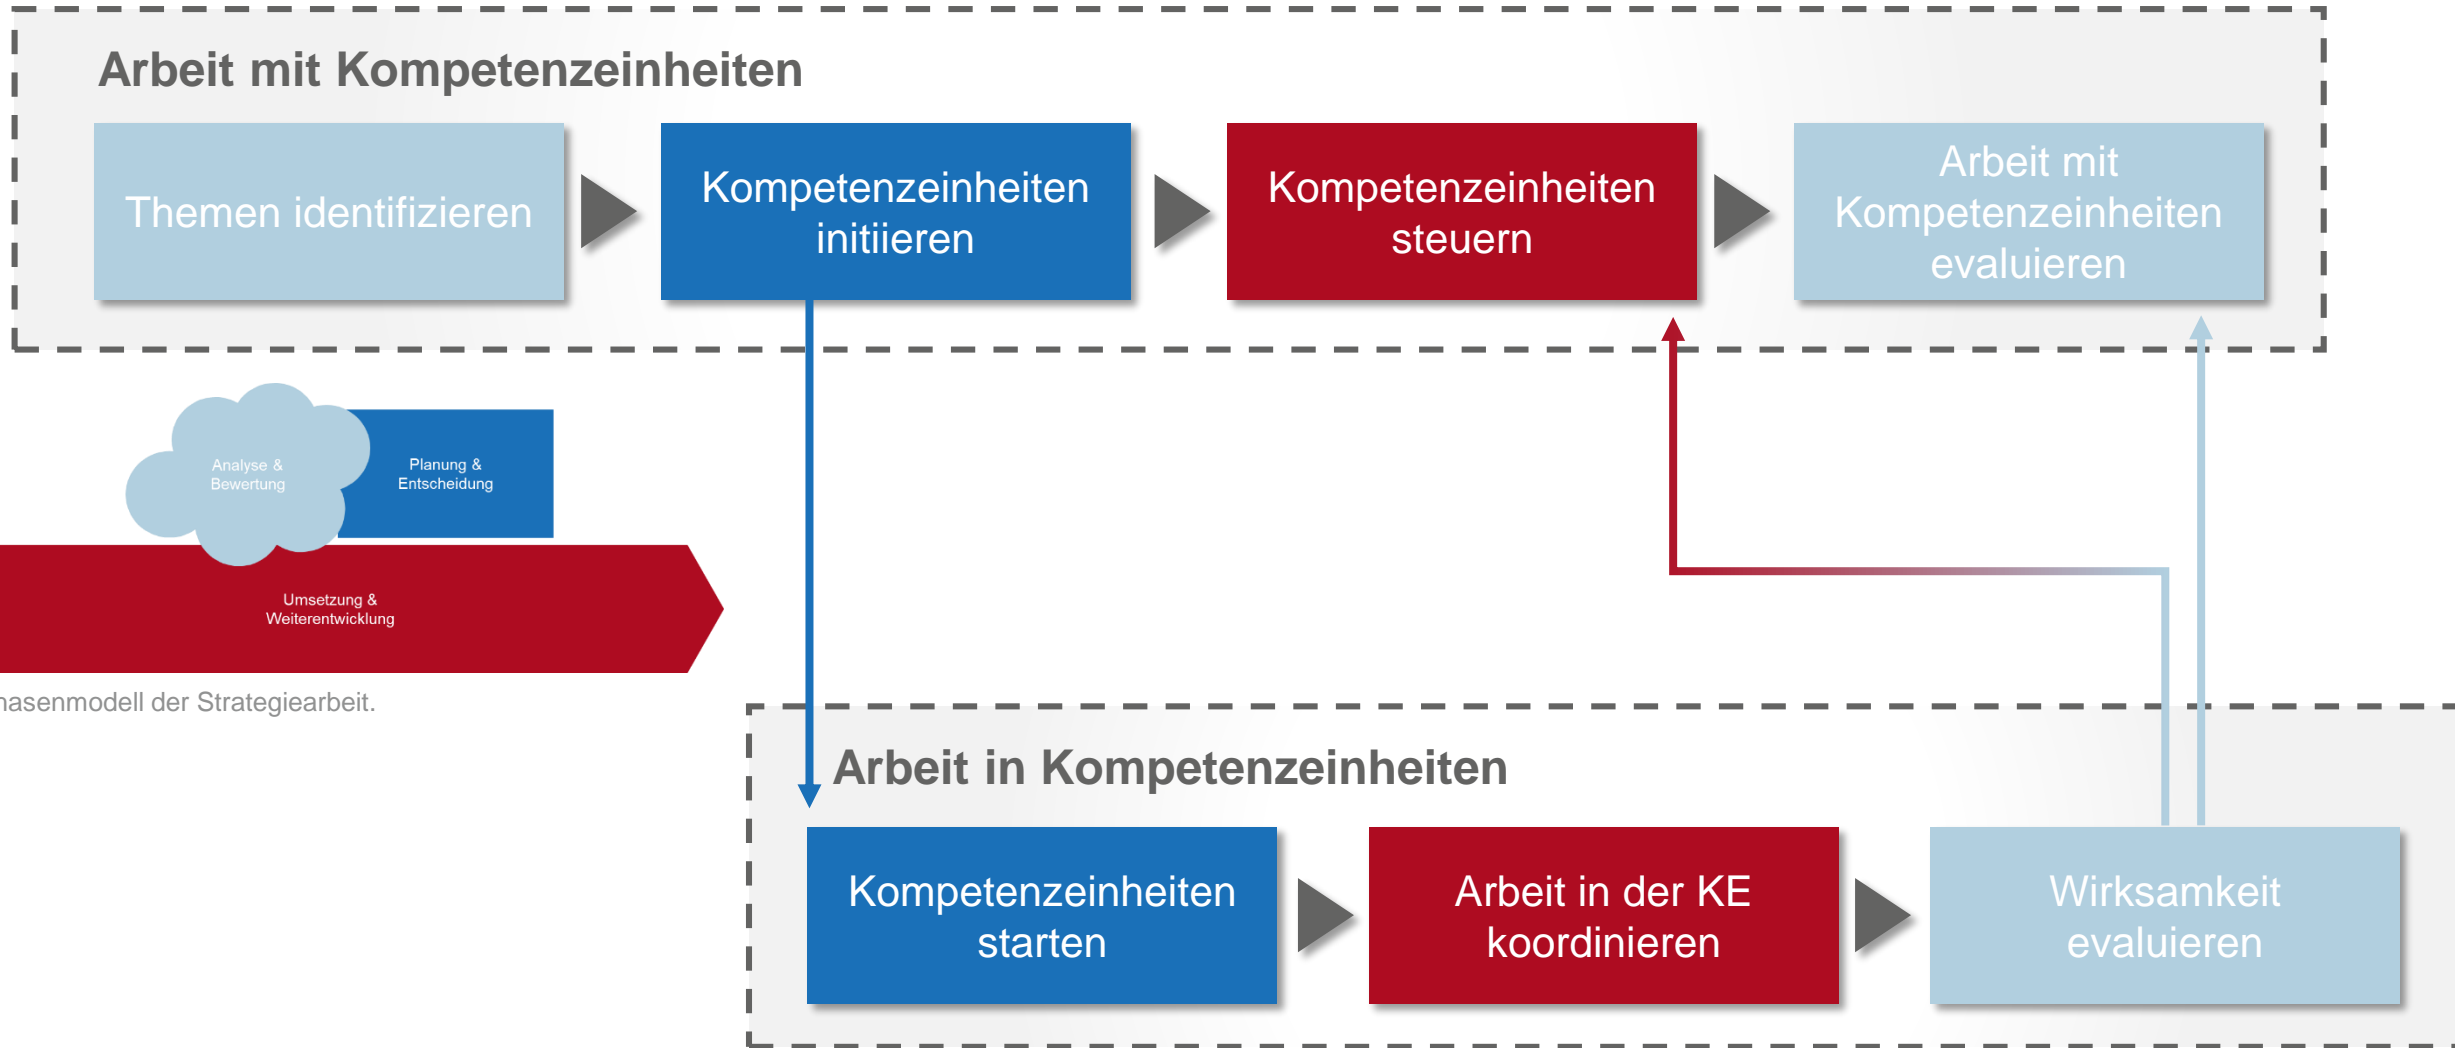 Arbeit mit Kompetenzeinheiten
Themen identifizieren
Kompetenzeinheiten
initiieren
Kompetenzeinheiten
steuern
Arbeit mit
Kompetenzeinheiten
evaluieren
Analyse &
Bewertung
Planung &
Entscheidung
Umsetzung &
Weiterentwicklung
hasenmodell der Strategiearbeit.
Arbeit in Kompetenzeinheiten
Kompetenzeinheiten
starten
Arbeit in der KE
koordinieren
Wirksamkeit
evaluieren